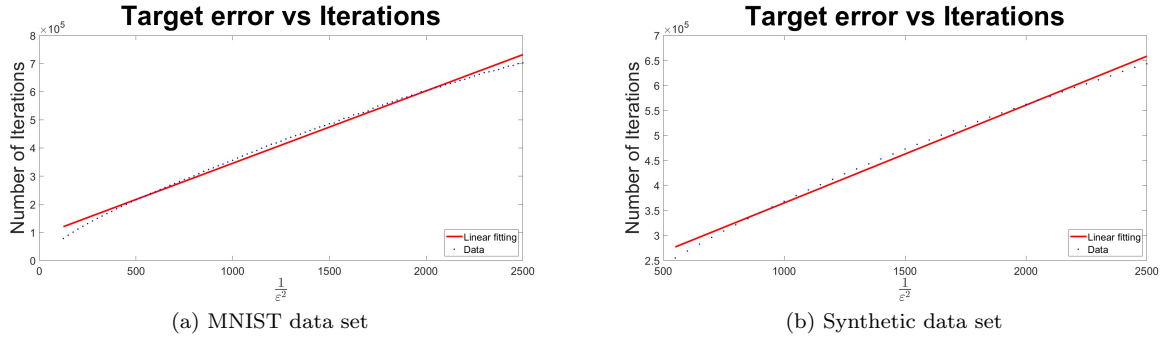 Target error vs Iterations
×10^5
8
7
6
5
4
3
2
1
0
Number of Iterations
0 500 1000 1500 2000 2500
1/ε^2
Linear fitting
Data
(a) MNIST data set
Target error vs Iterations
×10^5
7
6.5
6
5.5
5
4.5
4
3.5
3
2.5
Number of Iterations
500 1000 1500 2000 2500
1/ε^2
Linear fitting
Data
(b) Synthetic data set